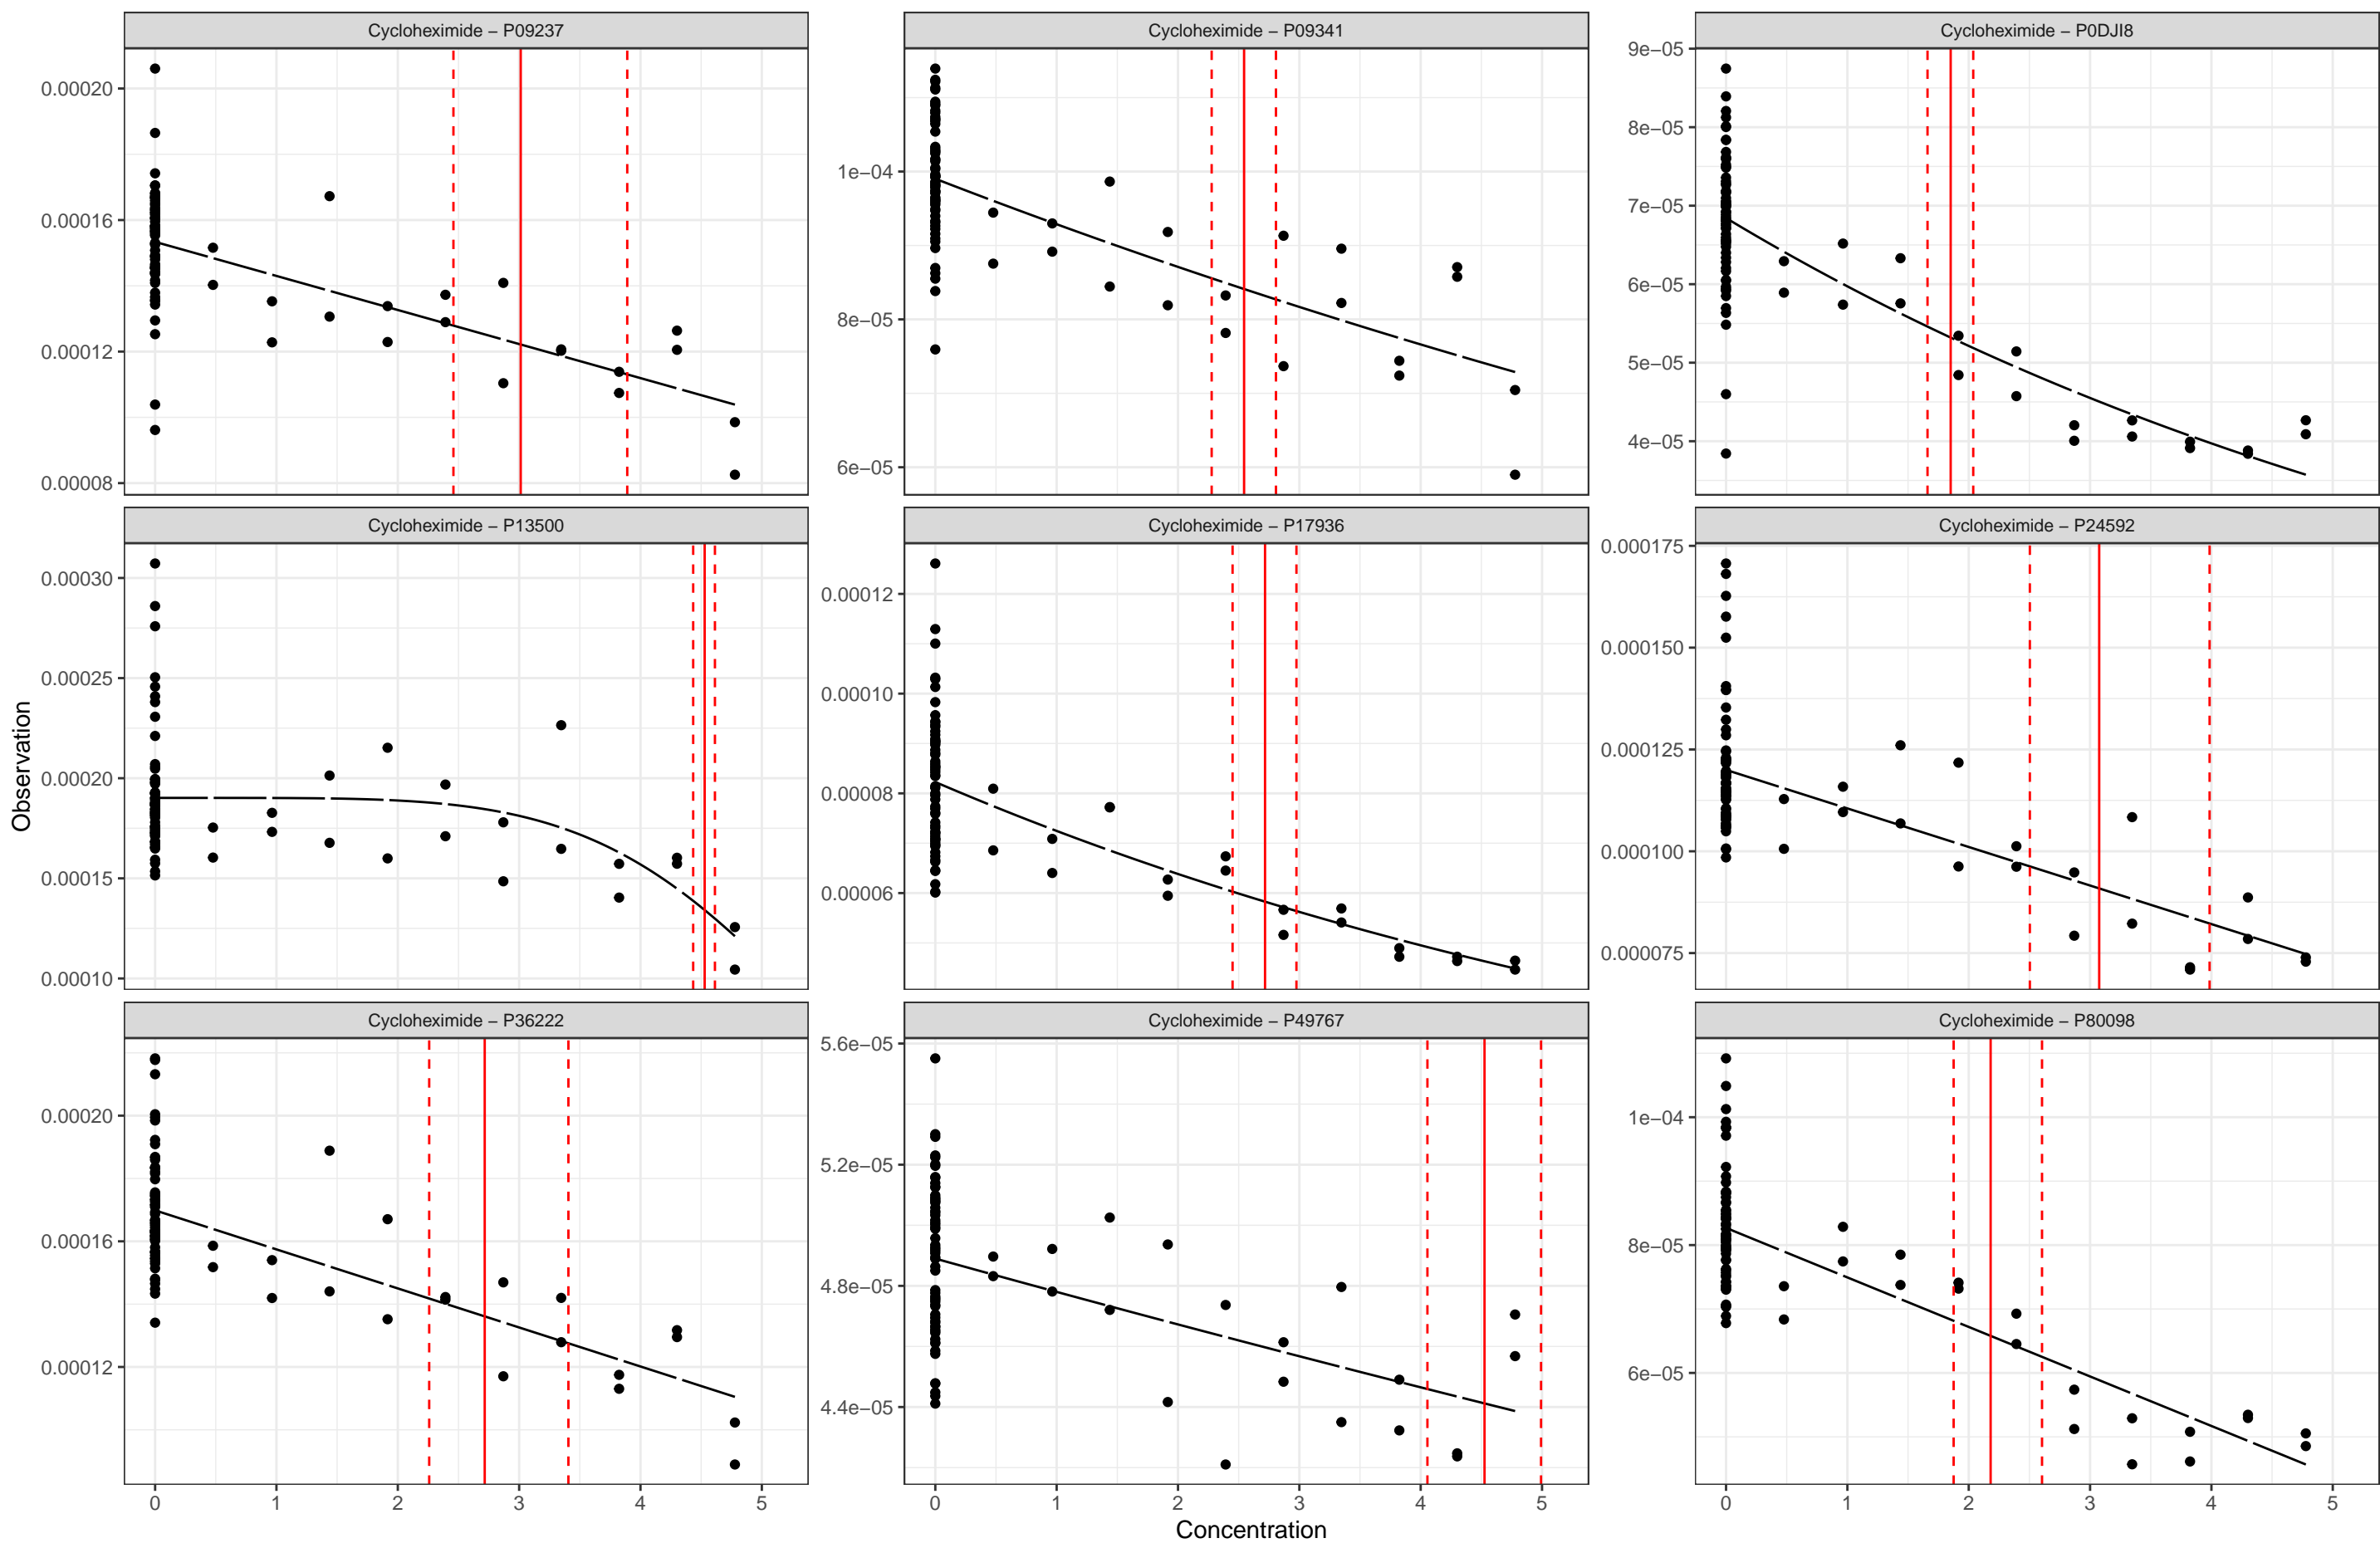 Cycloheximide – P09237
Cycloheximide – P09341
Cycloheximide – P0DJI8
0.00020
0.00016
0.00012
0.00008
1e−04
8e−05
6e−05
9e−05
8e−05
7e−05
6e−05
5e−05
4e−05
Cycloheximide – P13500
Cycloheximide – P17936
Cycloheximide – P24592
0.00030
0.00025
0.00020
0.00015
0.00010
0.00012
0.00010
0.00008
0.00006
0.000175
0.000150
0.000125
0.000100
0.000075
Observation
Cycloheximide – P36222
Cycloheximide – P49767
Cycloheximide – P80098
0.00020
0.00016
0.00012
5.6e−05
5.2e−05
4.8e−05
4.4e−05
1e−04
8e−05
6e−05
0 1 2 3 4 5
0 1 2 3 4 5
0 1 2 3 4 5
Concentration